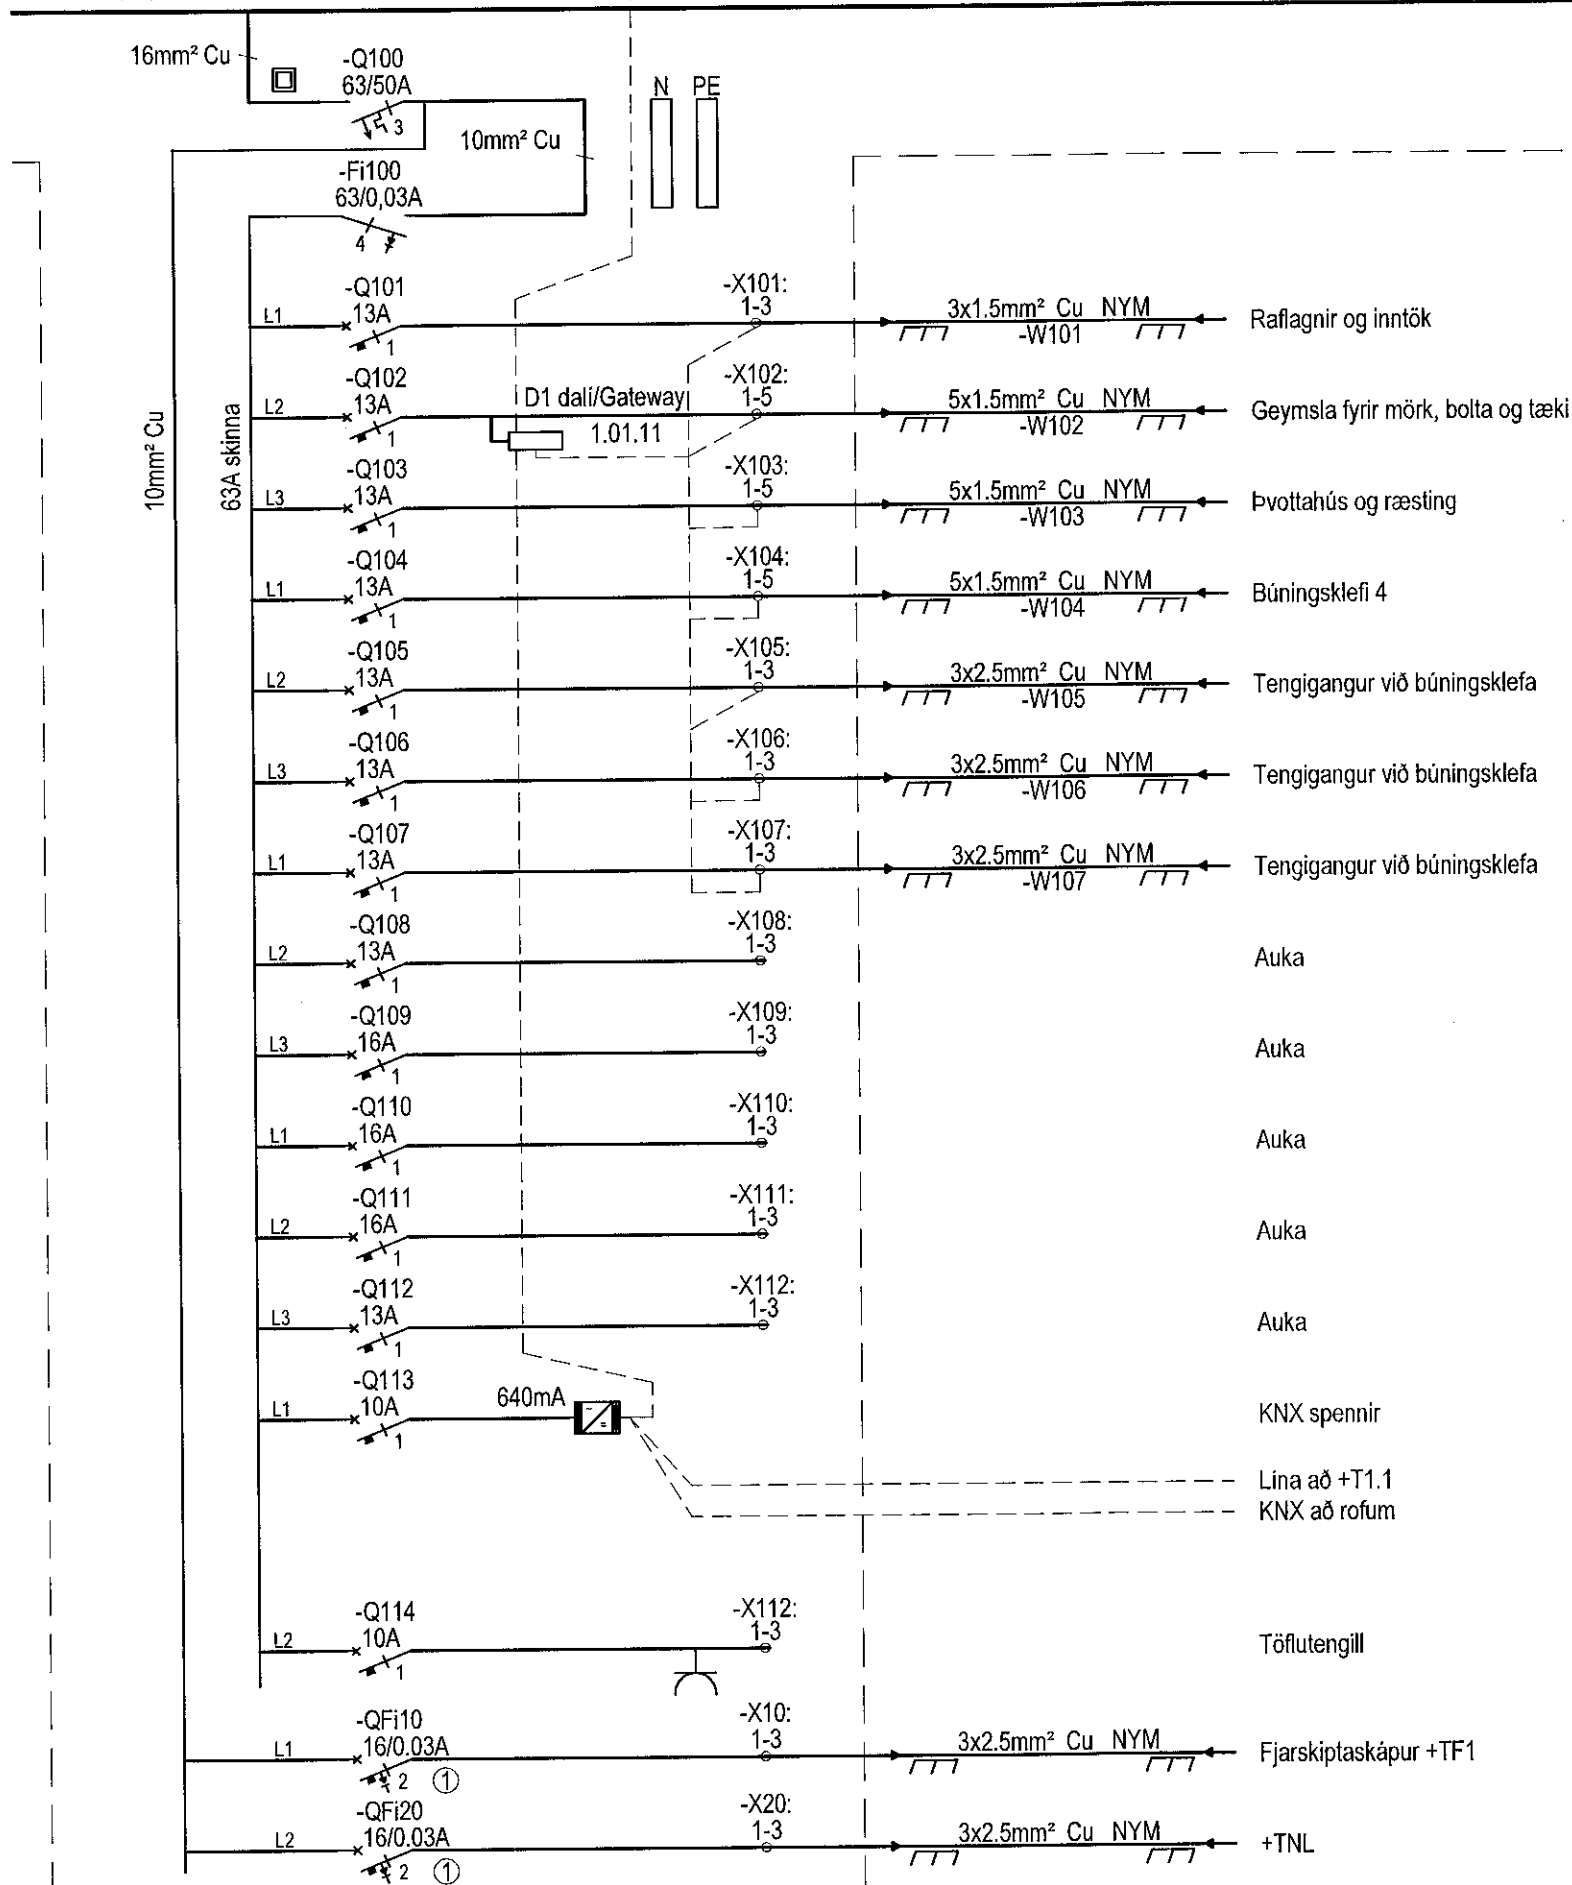 16mm² Cu
-Q100
63/50A
3
N PE
10mm² Cu
-Fi100
63/0,03A
4
10mm² Cu
63A skinna
-Q101
L1 13A
1
-X101:
1-3
3x1.5mm² Cu NYM
-W101
Raflagnir og inntök
-Q102
L2 13A
1
D1 dali/Gateway
1.01.11
-X102:
1-5
5x1.5mm² Cu NYM
-W102
Geymsla fyrir mörk, bolta og tæki
-Q103
L3 13A
1
-X103:
1-5
5x1.5mm² Cu NYM
-W103
Þvottahús og ræsting
-Q104
L1 13A
1
-X104:
1-5
5x1.5mm² Cu NYM
-W104
Búningsklefi 4
-Q105
L2 13A
1
-X105:
1-3
3x2.5mm² Cu NYM
-W105
Tengigangur við búningsklefa
-Q106
L3 13A
1
-X106:
1-3
3x2.5mm² Cu NYM
-W106
Tengigangur við búningsklefa
-Q107
L1 13A
1
-X107:
1-3
3x2.5mm² Cu NYM
-W107
Tengigangur við búningsklefa
-Q108
L2 13A
1
-X108:
1-3
Auka
-Q109
L3 16A
1
-X109:
1-3
Auka
-Q110
L1 16A
1
-X110:
1-3
Auka
-Q111
L2 16A
1
-X111:
1-3
Auka
-Q112
L3 13A
1
-X112:
1-3
Auka
-Q113
L1 10A
1
640mA
KNX spennir
Lína að +T1.1
KNX að rofum
-Q114
L2 10A
1
-X112:
1-3
Töflutengill
-QFi10
L1 16/0.03A
2 ①
-X10:
1-3
3x2.5mm² Cu NYM
Fjarskiptaskápur +TF1
-QFi20
L2 16/0.03A
2 ①
-X20:
1-3
3x2.5mm² Cu NYM
+TNL